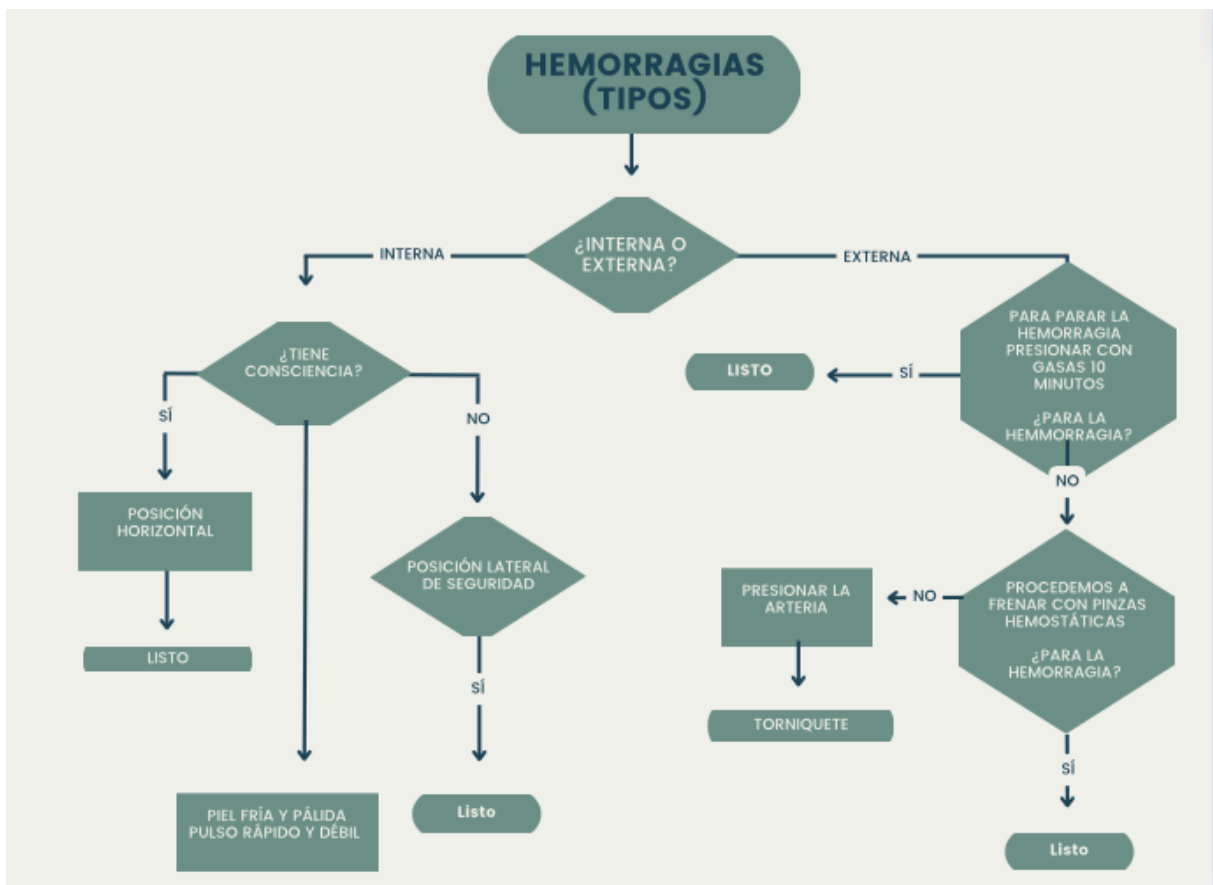 HEMORRAGIAS
(TIPOS)
¿INTERNA O
EXTERNA?
INTERNA
EXTERNA
¿TIENE
CONSCIENCIA?
SÍ
NO
POSICIÓN
HORIZONTAL
LISTO
PIEL FRÍA Y PÁLIDA
PULSO RÁPIDO Y DÉBIL
POSICIÓN LATERAL
DE SEGURIDAD
SÍ
Listo
PARA PARAR LA
HEMORRAGIA
PRESIONAR CON
GASAS 10
MINUTOS
¿PARA LA
HEMMORRAGIA?
SÍ
LISTO
NO
PROCEDEMOS A
FRENAR CON PINZAS
HEMOSTÁTICAS
¿PARA LA
HEMORRAGIA?
NO
PRESIONAR LA
ARTERIA
TORNIQUETE
SÍ
Listo